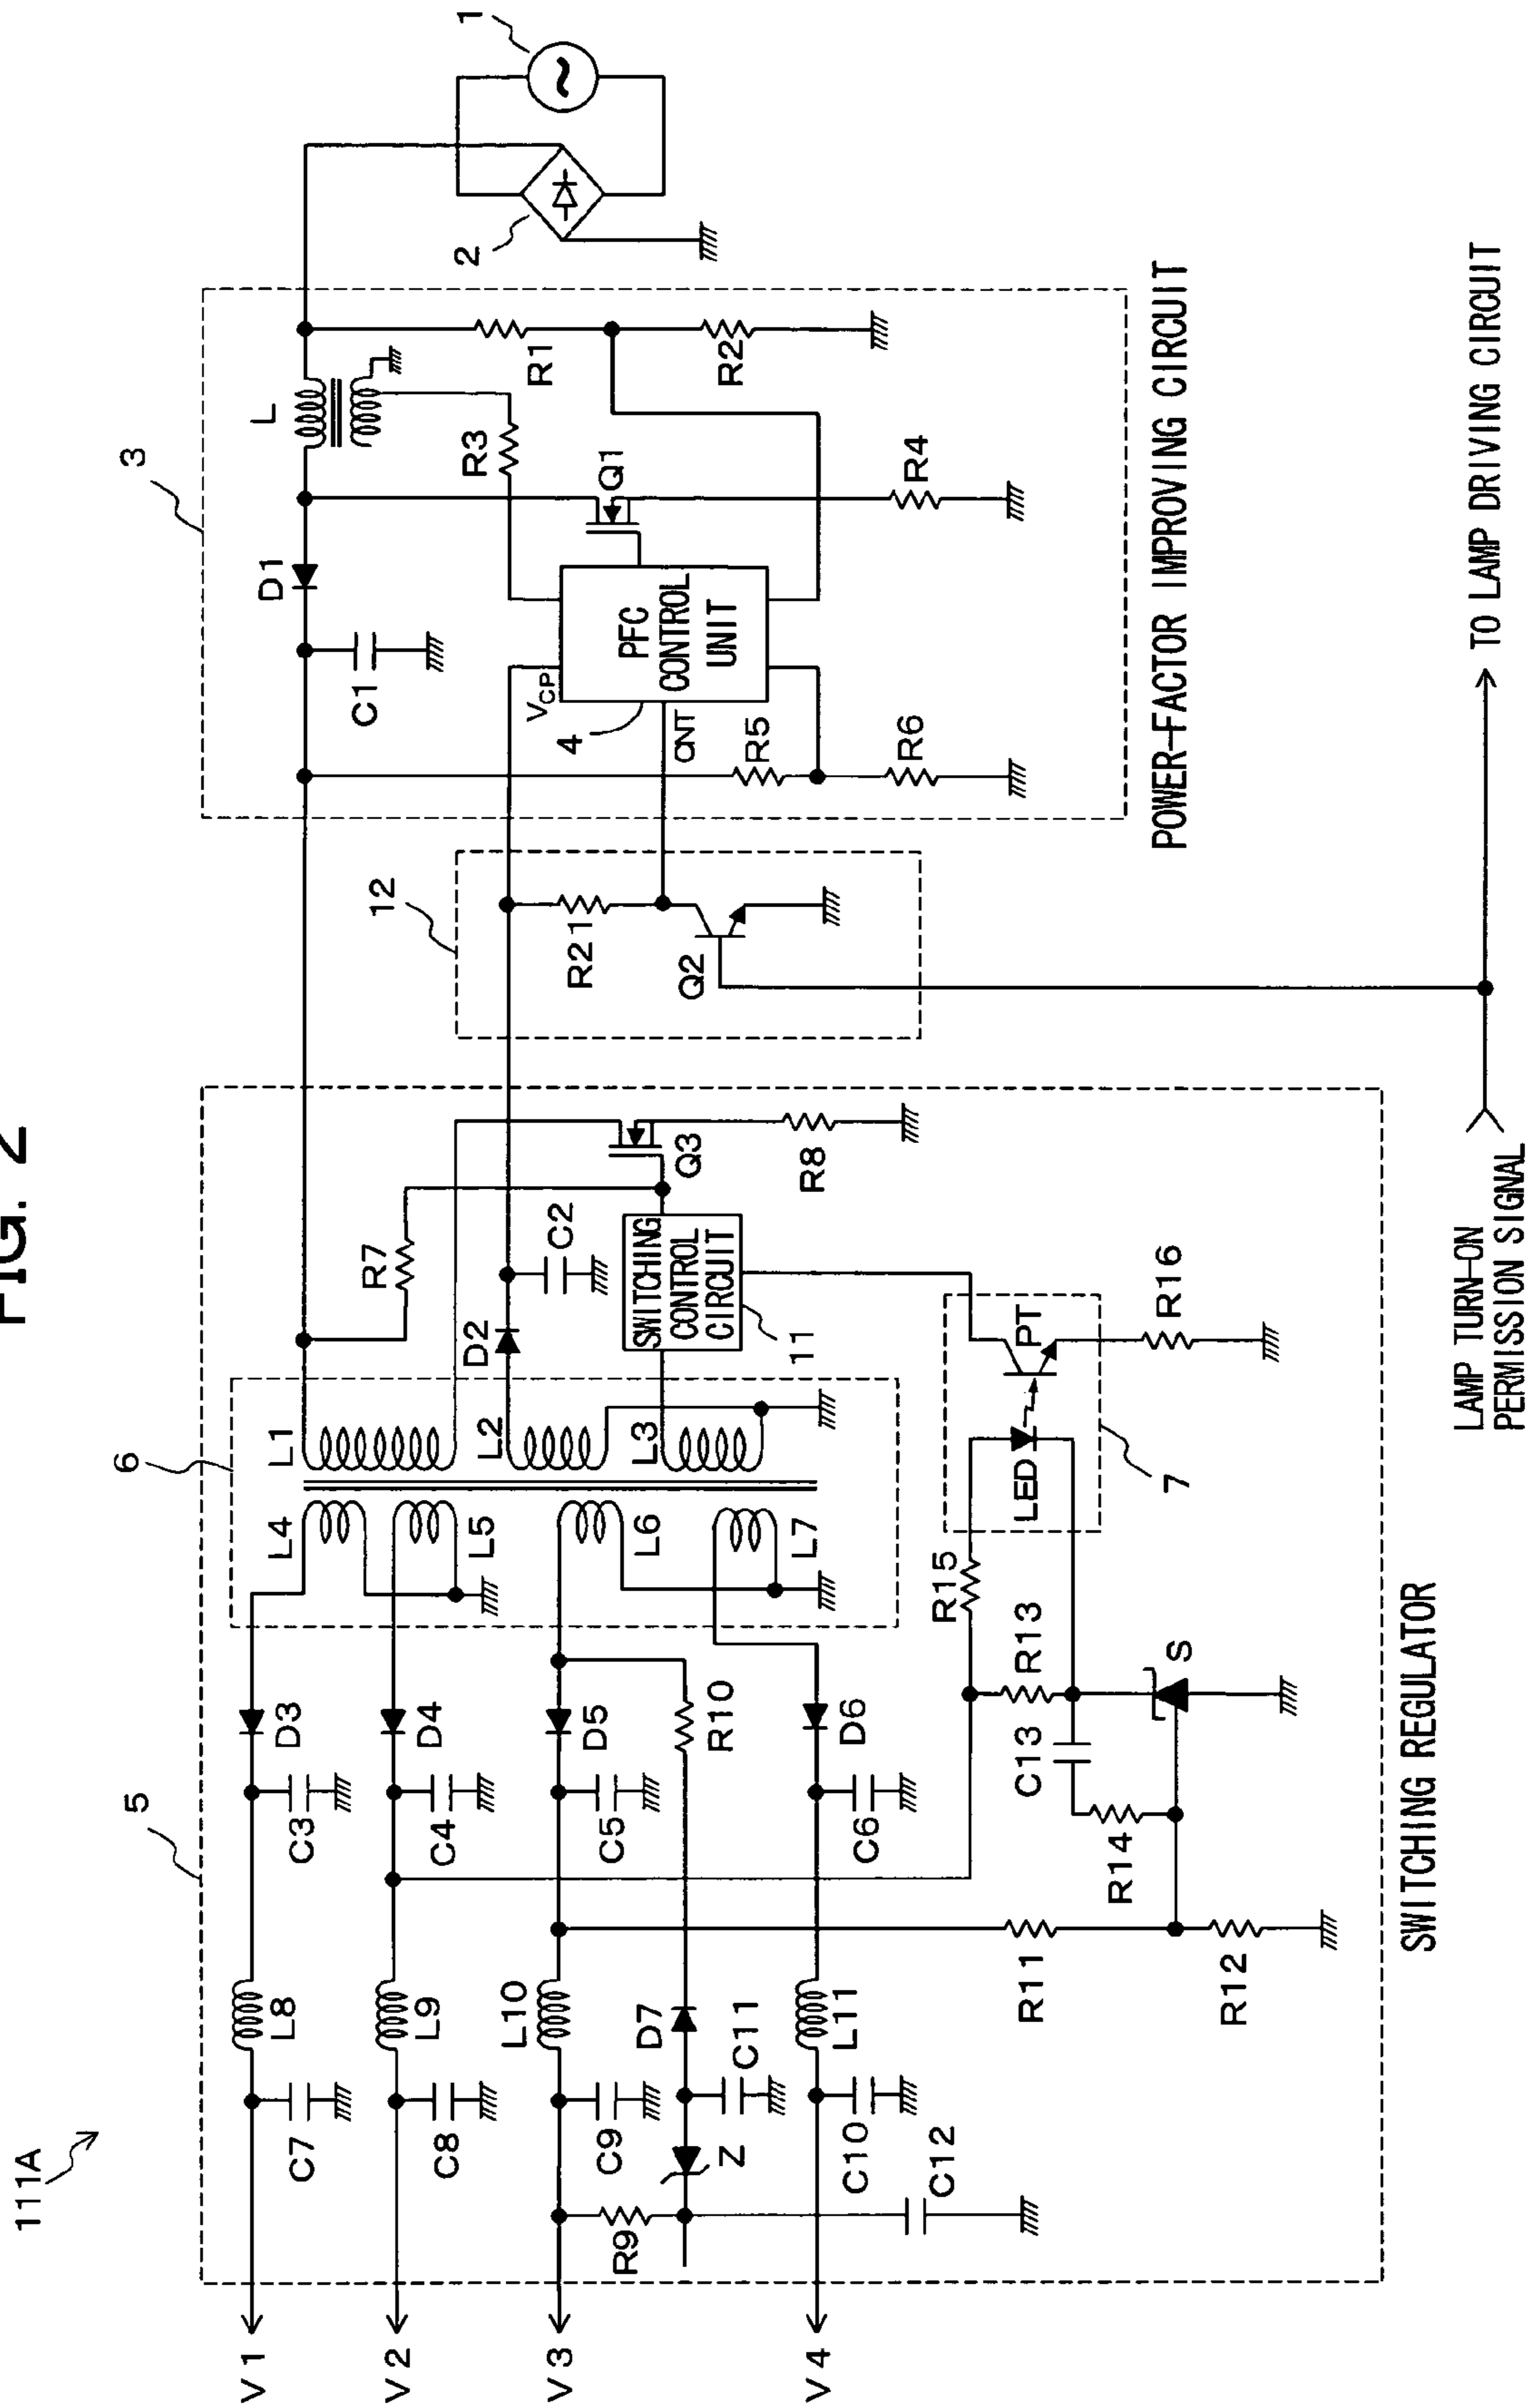 FIG. 2
111A
1
2
3
L
R1
R2
R3
Q1
R4
D1
C1
VCP
PFC
CONTROL
UNIT
4
CNT
R5
R6
POWER-FACTOR IMPROVING CIRCUIT
12
R21
Q2
TO LAMP DRIVING CIRCUIT
LAMP TURN-ON
PERMISSION SIGNAL
5
6
R7
Q3
R8
C2
D2
SWITCHING
CONTROL
CIRCUIT
11
L1
L2
L3
L4
L5
L6
L7
PT
LED
7
R16
R15
R13
C13
R14
S
R11
R12
D3
D4
D5
D6
R10
C3
C4
C5
C6
L8
L9
L10
L11
D7
C11
C7
C8
C9
C10
Z
R9
C12
V1
V2
V3
V4
SWITCHING REGULATOR